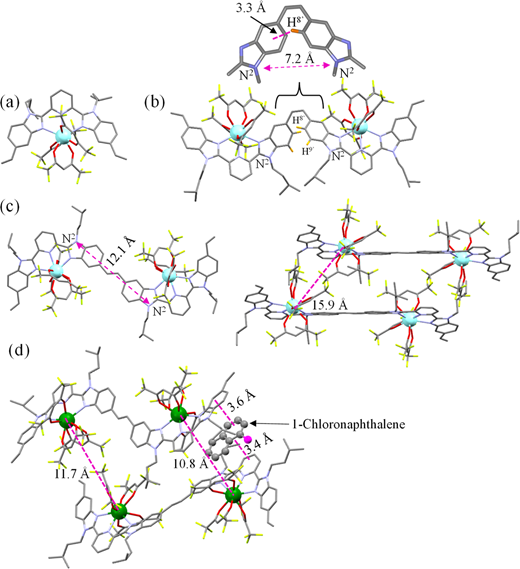 3.3 Å
H⁸'
7.2 Å
N²
N²
(a)
(b)
H⁸
H⁹'
N²
N²
(c)
N²
12.1 Å
N²
15.9 Å
(d)
3.6 Å
1-Chloronaphthalene
3.4 Å
10.8 Å
11.7 Å